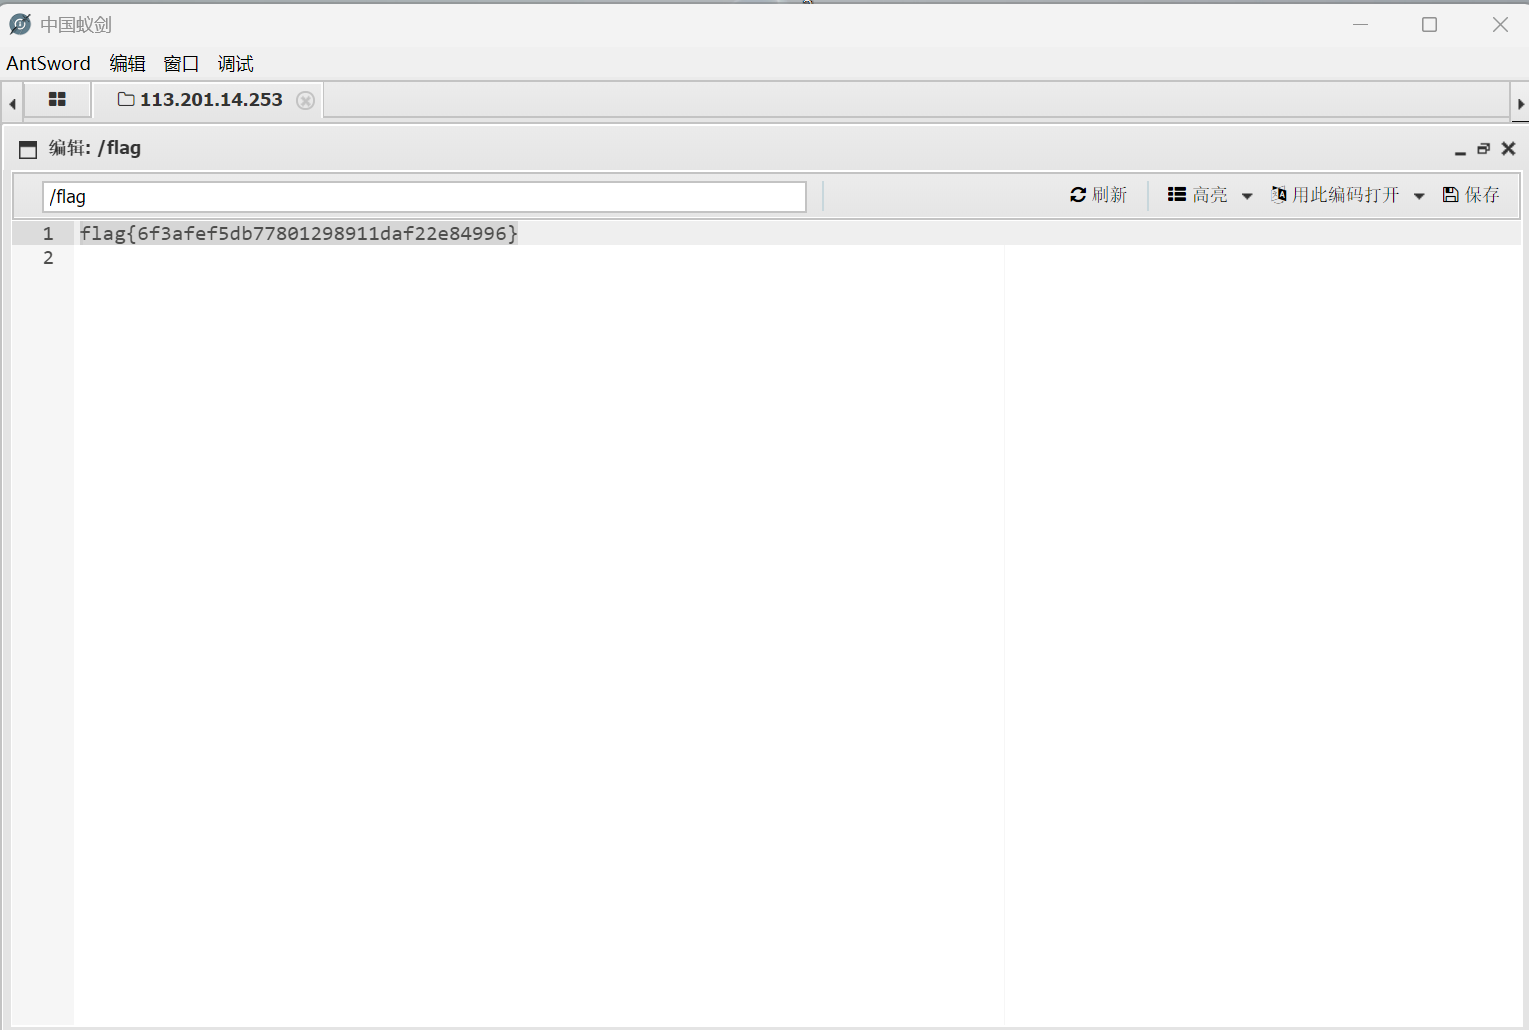 中国蚁剑
AntSword 编辑 窗口 调试
113.201.14.253
编辑: /flag
/flag 刷新 高亮 用此编码打开 保存
1 flag{6f3afef5db77801298911daf22e84996}
2